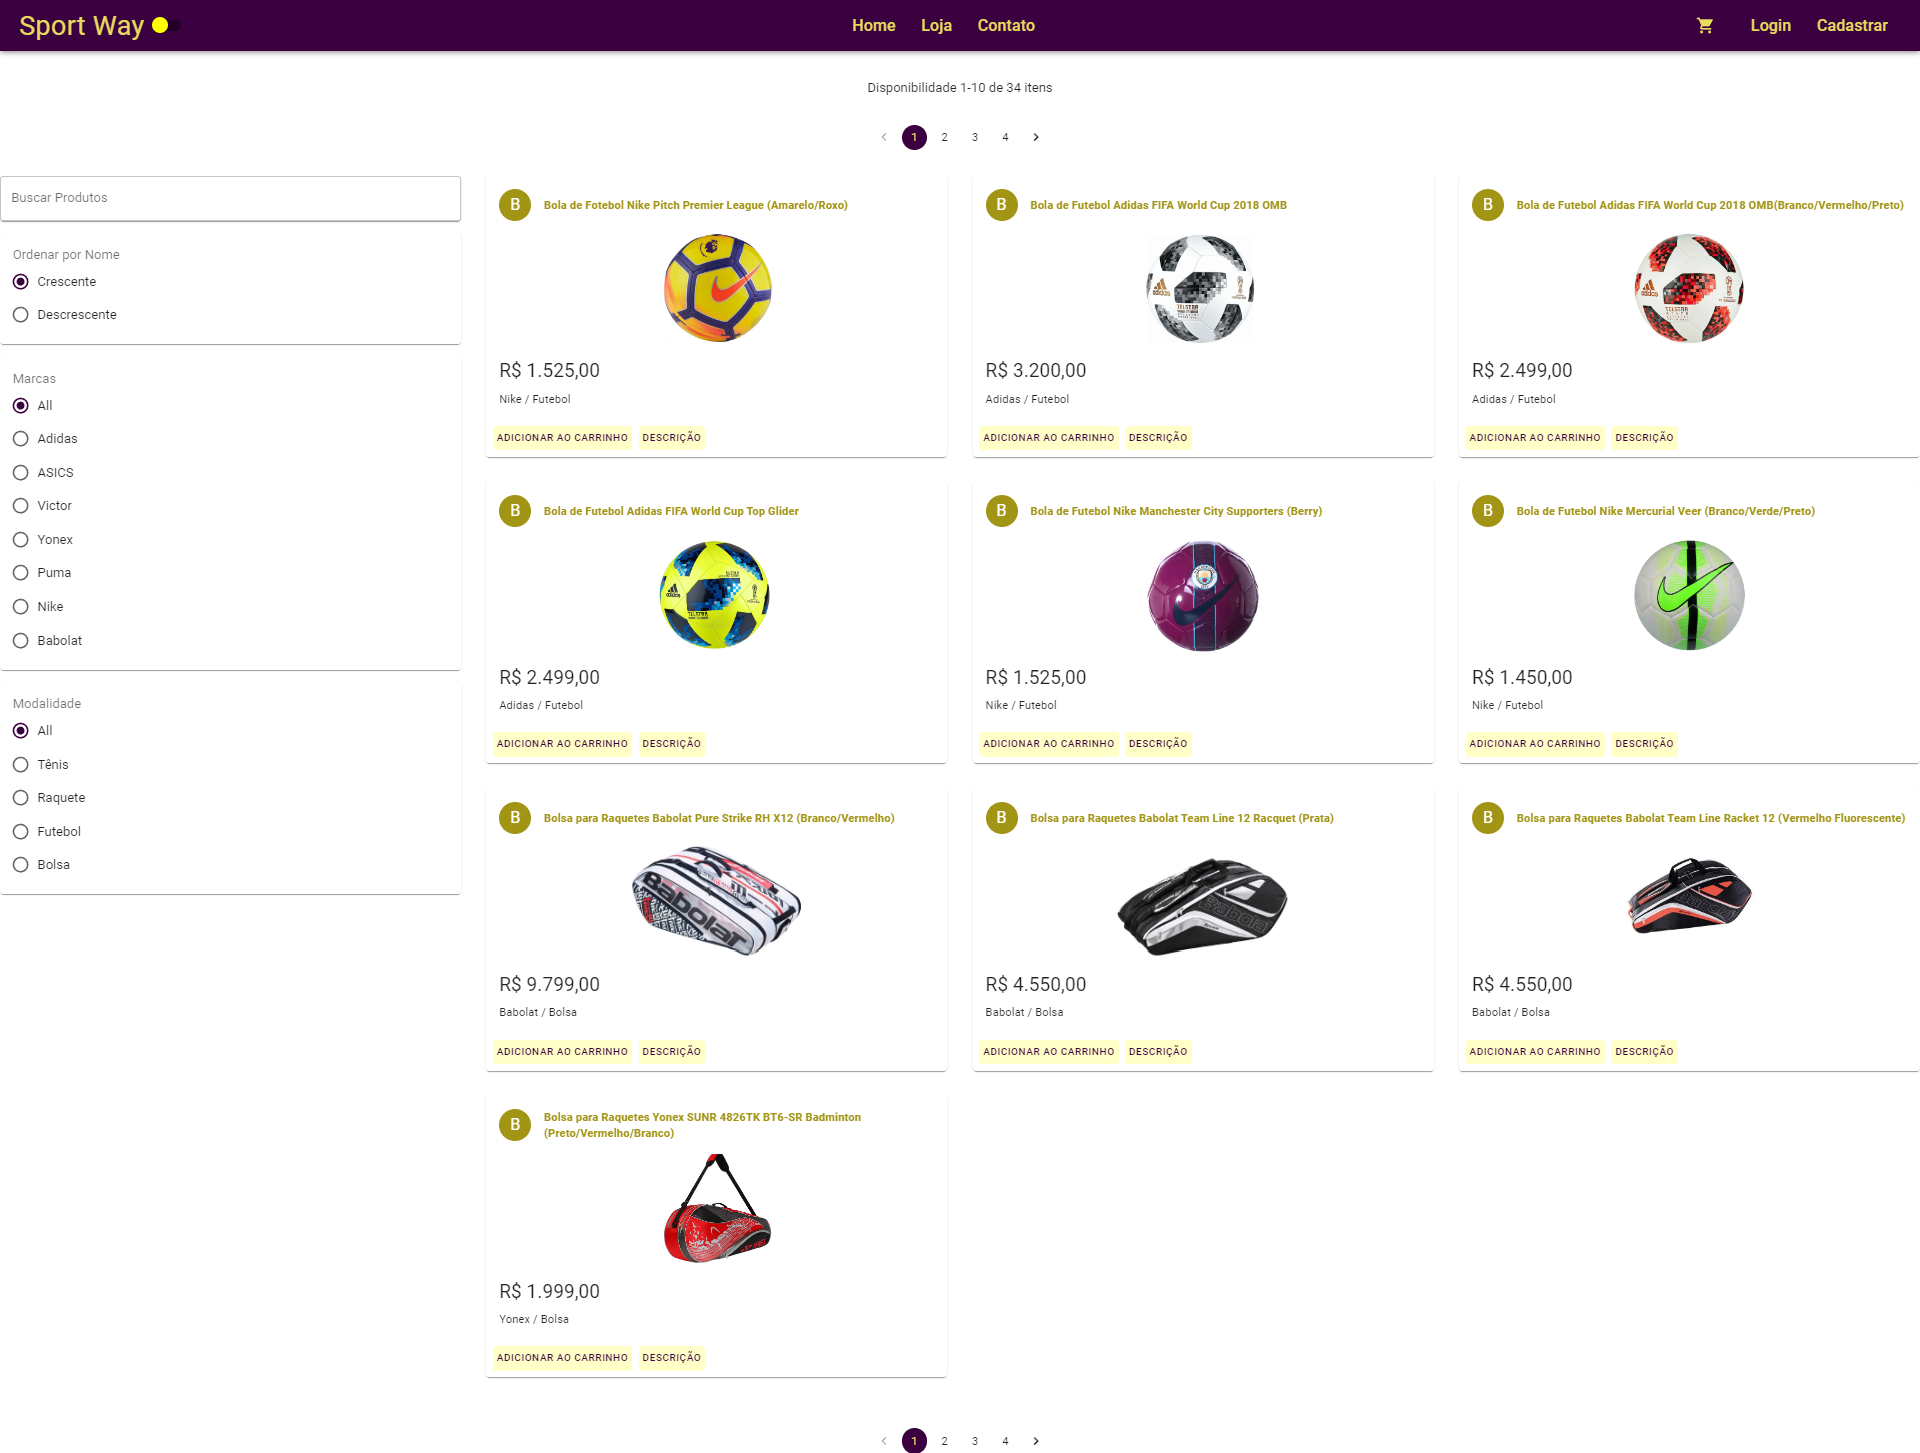 Sport Way
Home Loja Contato
Login Cadastrar
Disponibilidade 1-10 de 34 itens
1 2 3 4
Buscar Produtos
Ordenar por Nome
Crescente
Descrescente
Marcas
All
Adidas
ASICS
Victor
Yonex
Puma
Nike
Babolat
Modalidade
All
Tênis
Raquete
Futebol
Bolsa
B Bola de Fotebol Nike Pitch Premier League (Amarelo/Roxo)
R$ 1.525,00
Nike / Futebol
ADICIONAR AO CARRINHO DESCRIÇÃO
B Bola de Futebol Adidas FIFA World Cup 2018 OMB
adidas
TELSTAR
R$ 3.200,00
Adidas / Futebol
ADICIONAR AO CARRINHO DESCRIÇÃO
B Bola de Futebol Adidas FIFA World Cup 2018 OMB(Branco/Vermelho/Preto)
adidas
TELSTAR
R$ 2.499,00
Adidas / Futebol
ADICIONAR AO CARRINHO DESCRIÇÃO
B Bola de Futebol Adidas FIFA World Cup Top Glider
adidas
TELSTAR
R$ 2.499,00
Adidas / Futebol
ADICIONAR AO CARRINHO DESCRIÇÃO
B Bola de Futebol Nike Manchester City Supporters (Berry)
R$ 1.525,00
Nike / Futebol
ADICIONAR AO CARRINHO DESCRIÇÃO
B Bola de Futebol Nike Mercurial Veer (Branco/Verde/Preto)
R$ 1.450,00
Nike / Futebol
ADICIONAR AO CARRINHO DESCRIÇÃO
B Bolsa para Raquetes Babolat Pure Strike RH X12 (Branco/Vermelho)
Babolat
R$ 9.799,00
Babolat / Bolsa
ADICIONAR AO CARRINHO DESCRIÇÃO
B Bolsa para Raquetes Babolat Team Line 12 Racquet (Prata)
Babolat
R$ 4.550,00
Babolat / Bolsa
ADICIONAR AO CARRINHO DESCRIÇÃO
B Bolsa para Raquetes Babolat Team Line Racket 12 (Vermelho Fluorescente)
Babolat
R$ 4.550,00
Babolat / Bolsa
ADICIONAR AO CARRINHO DESCRIÇÃO
B Bolsa para Raquetes Yonex SUNR 4826TK BT6-SR Badminton
(Preto/Vermelho/Branco)
R$ 1.999,00
Yonex / Bolsa
ADICIONAR AO CARRINHO DESCRIÇÃO
1 2 3 4